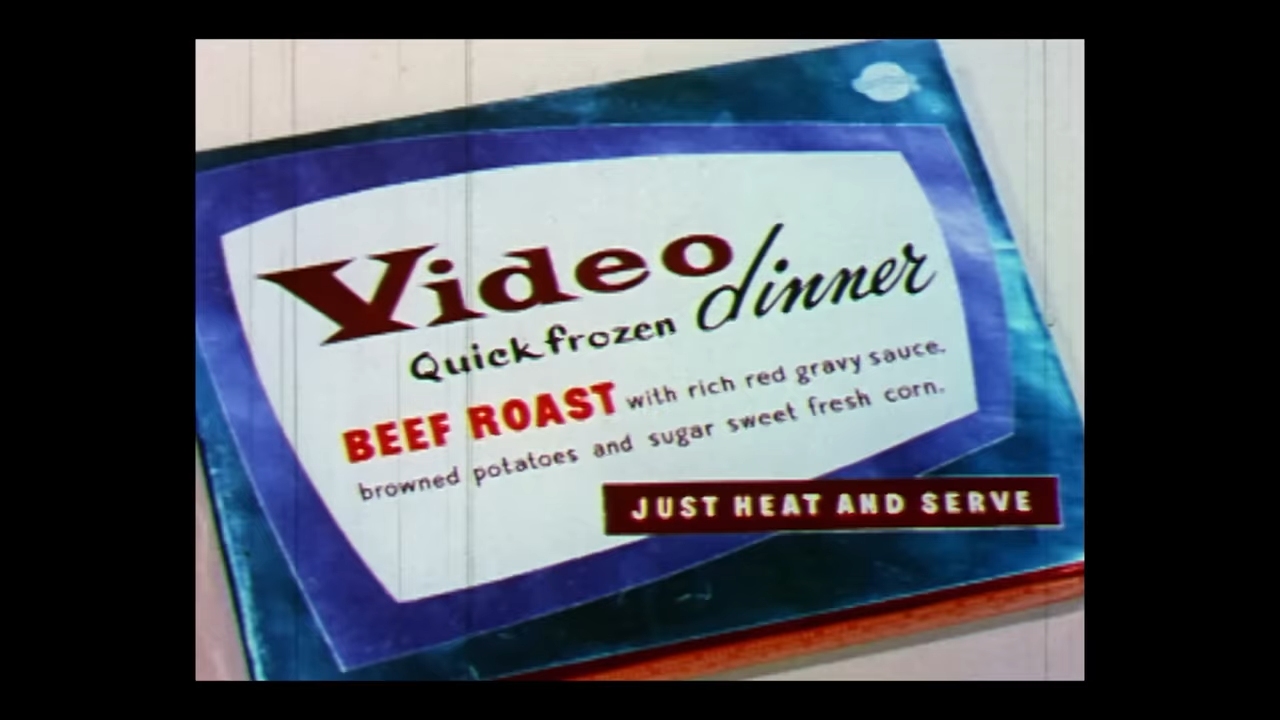 Video dinner
Quick frozen
BEEF ROAST with rich red gravy sauce.
browned potatoes and sugar sweet fresh corn.
JUST HEAT AND SERVE